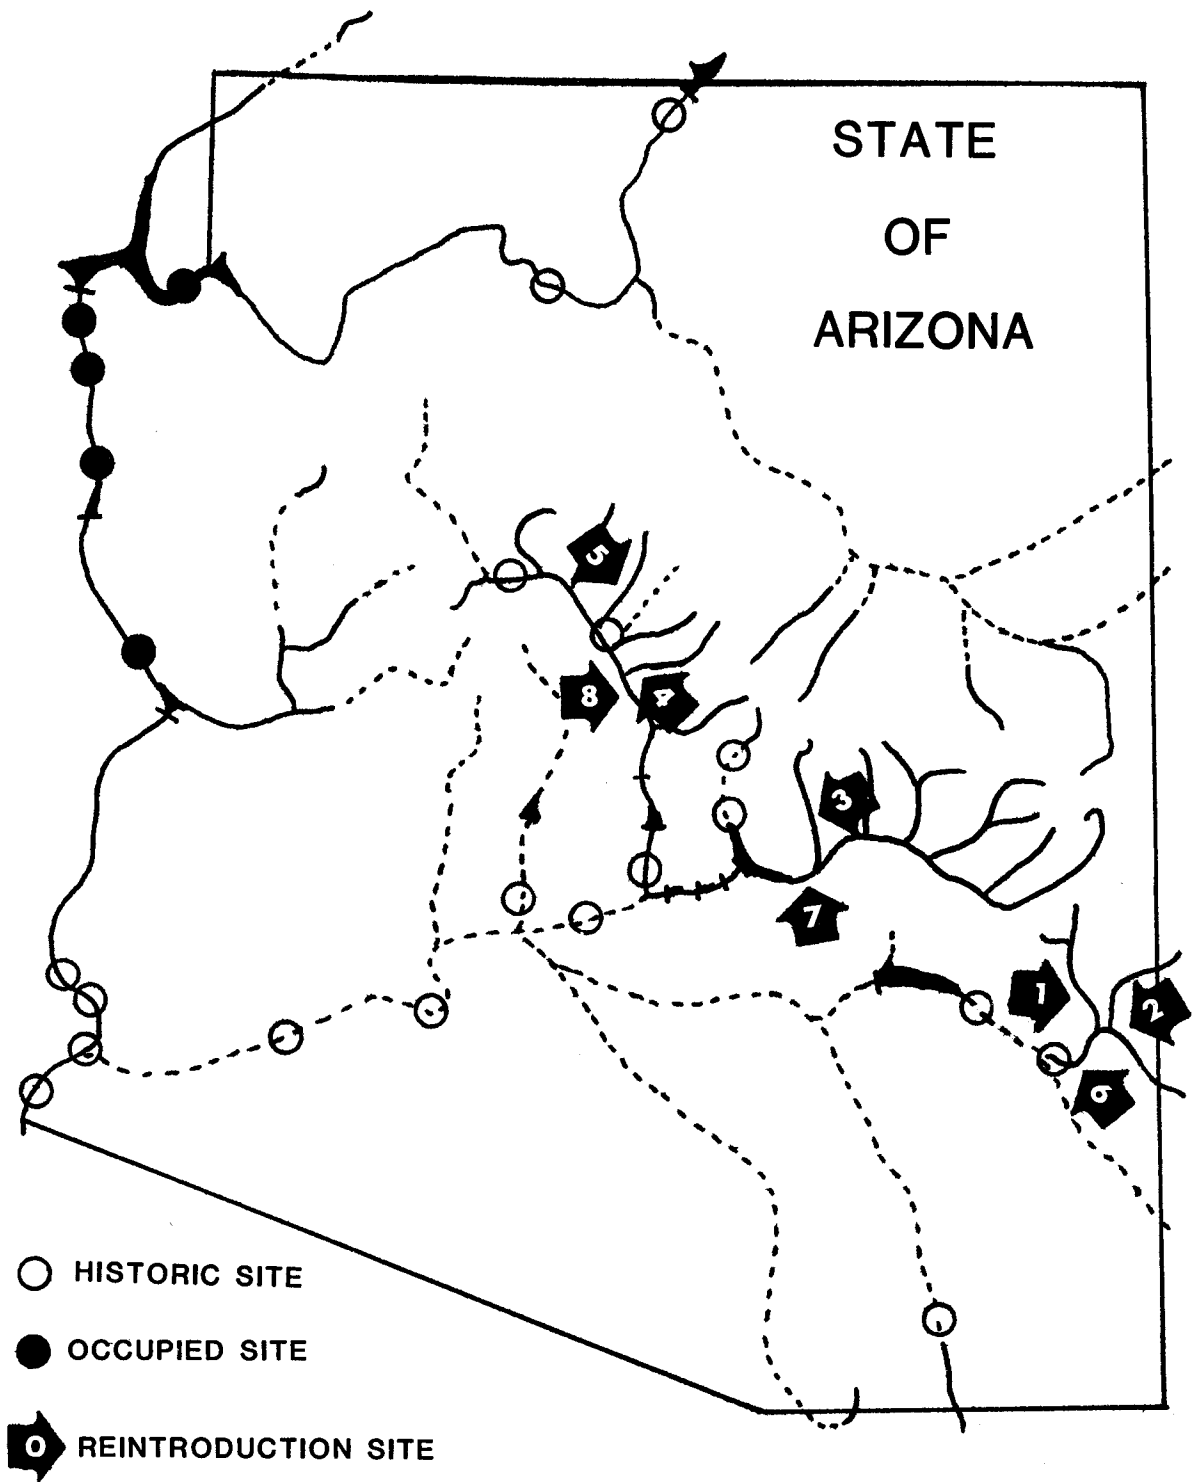 STATE
OF
ARIZONA
5
8 4
3
7
1
2
6
HISTORIC SITE
OCCUPIED SITE
0 REINTRODUCTION SITE